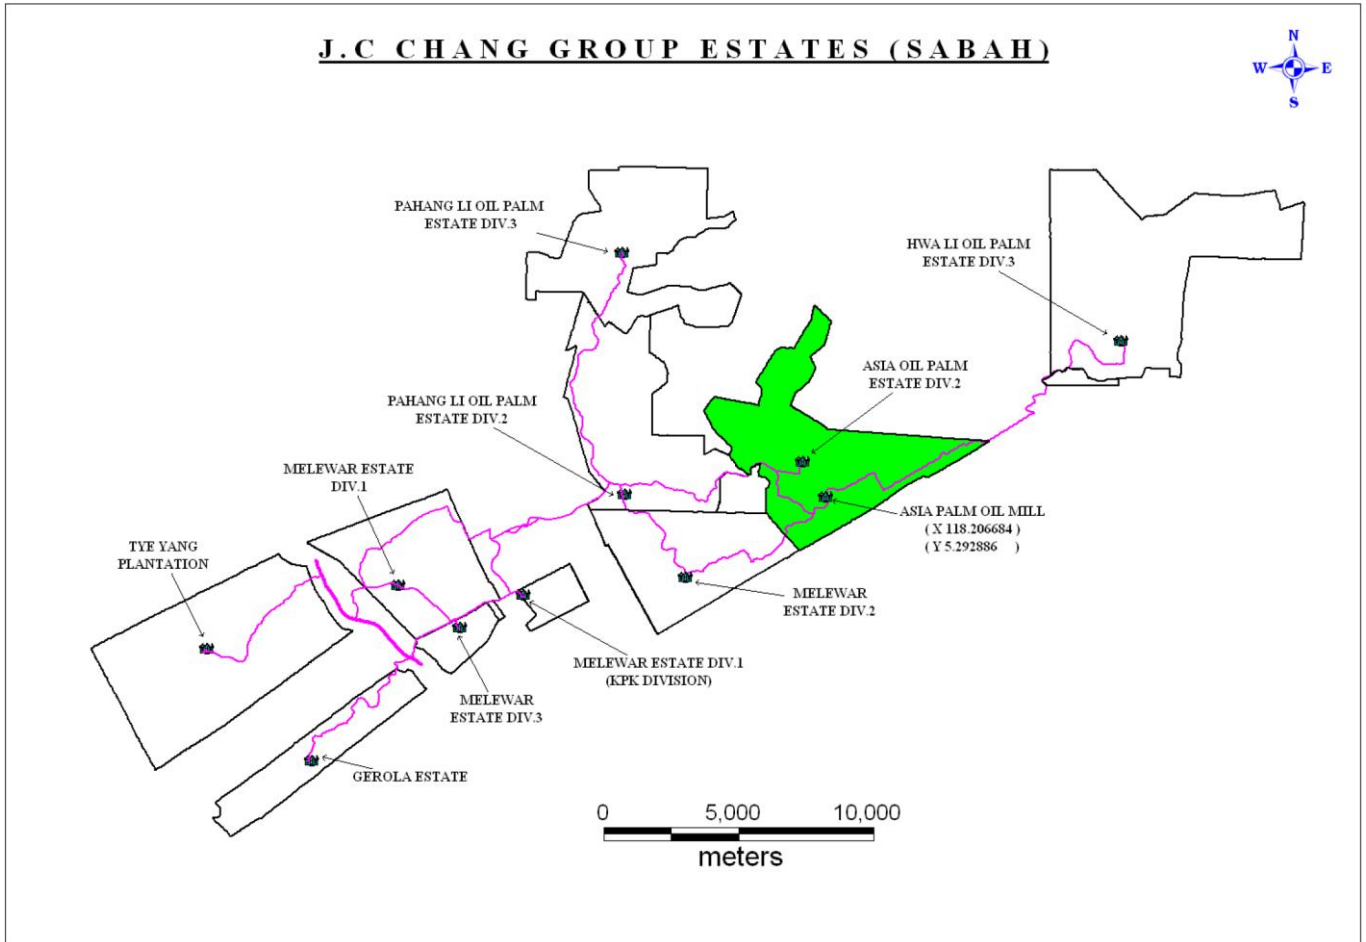 J.C CHANG GROUP ESTATES (SABAH)
N
W E
S
PAHANG LI OIL PALM
ESTATE DIV.3
HWA LI OIL PALM
ESTATE DIV.3
ASIA OIL PALM
ESTATE DIV.2
PAHANG LI OIL PALM
ESTATE DIV.2
MELEWAR ESTATE
DIV.1
ASIA PALM OIL MILL
( X 118.206684 )
( Y 5.292886 )
TYE YANG
PLANTATION
MELEWAR
ESTATE DIV.2
MELEWAR ESTATE DIV.1
(KPK DIVISION)
MELEWAR
ESTATE DIV.3
GEROLA ESTATE
0 5,000 10,000
meters